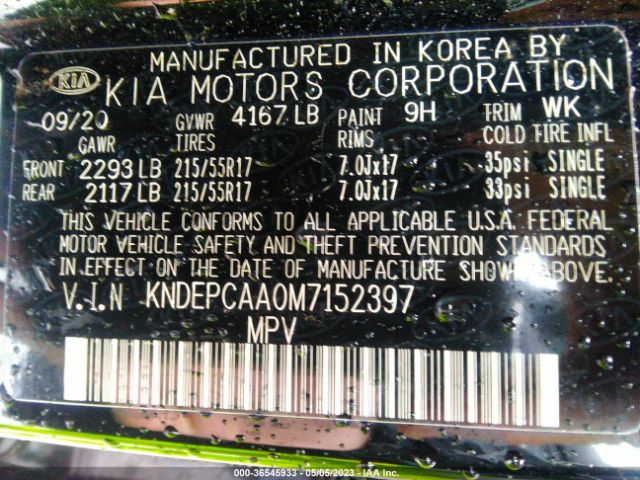 MANUFACTURED IN KOREA BY
KIA KIA MOTORS CORPORATION
09/20 GVWR 4167 LB PAINT 9H TRIM WK
GAWR TIRES RIMS COLD TIRE INFL
FRONT 2293 LB 215/55R17 7.0Jx17 35psi SINGLE
REAR 2117 LB 215/55R17 7.0Jx17 33psi SINGLE
THIS VEHICLE CONFORMS TO ALL APPLICABLE U.S.A. FEDERAL
MOTOR VEHICLE SAFETY AND THEFT PREVENTION STANDARDS
IN EFFECT ON THE DATE OF MANUFACTURE SHOWN ABOVE.
V.I.N KNDEPCAA0M7152397
MPV
000-36545933 - 05/05/2023 - IAA Inc.